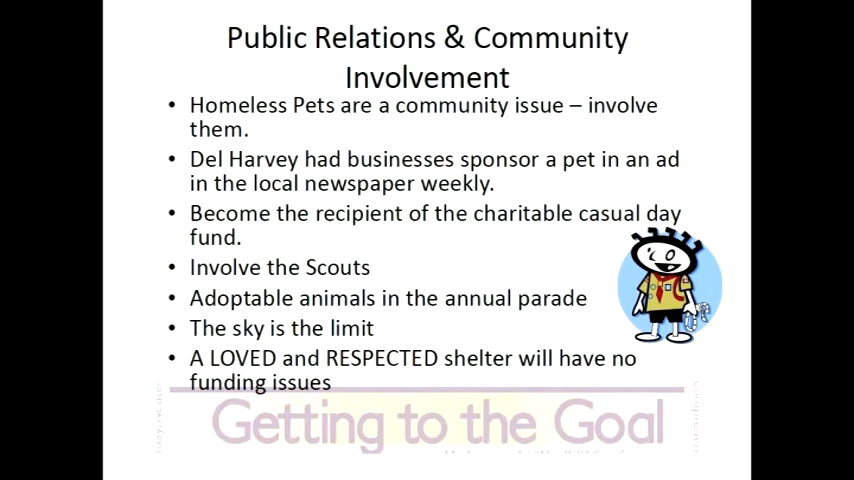 Public Relations & Community
Involvement
• Homeless Pets are a community issue – involve
them.
• Del Harvey had businesses sponsor a pet in an ad
in the local newspaper weekly.
• Become the recipient of the charitable casual day
fund.
• Involve the Scouts
• Adoptable animals in the annual parade
• The sky is the limit
• A LOVED and RESPECTED shelter will have no
funding issues
Getting to the Goal